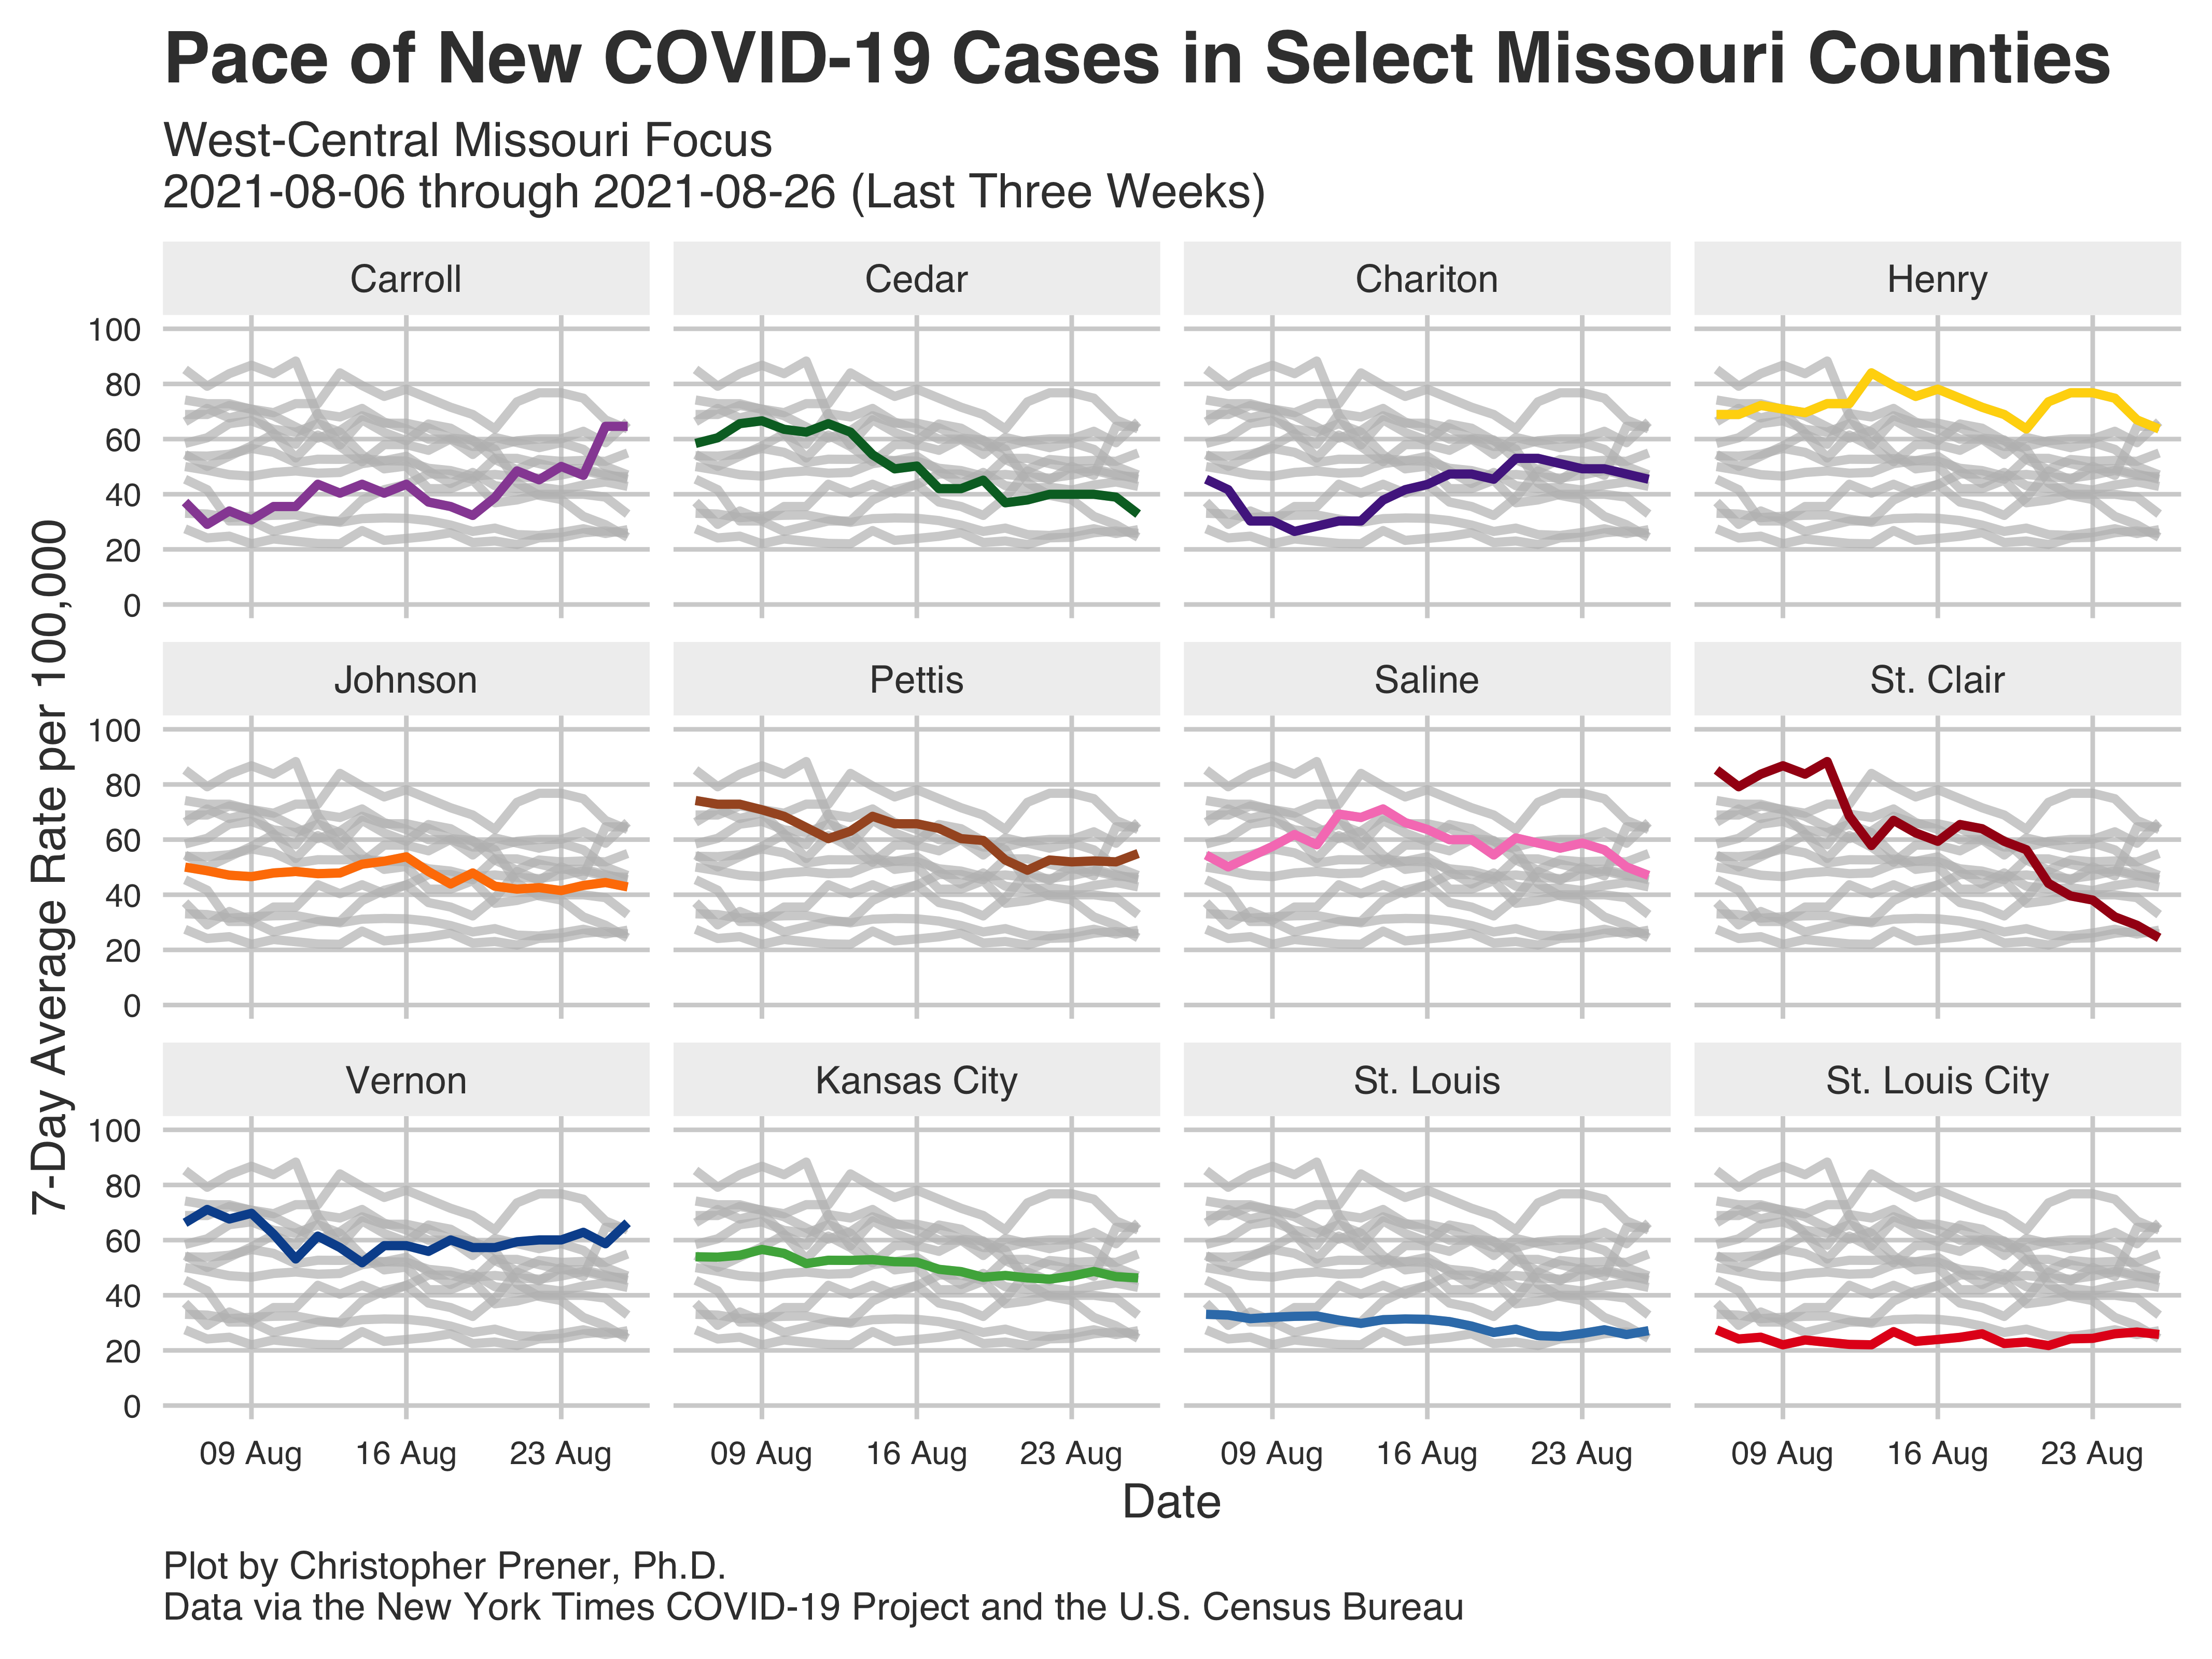 Pace of New COVID-19 Cases in Select Missouri Counties
West-Central Missouri Focus
2021-08-06 through 2021-08-26 (Last Three Weeks)
Carroll
Cedar
Chariton
Henry
100
80
60
40
20
0
Johnson
Pettis
Saline
St. Clair
100
80
60
40
20
0
Vernon
Kansas City
St. Louis
St. Louis City
100
80
60
40
20
0
7-Day Average Rate per 100,000
09 Aug
16 Aug
23 Aug
09 Aug
16 Aug
23 Aug
09 Aug
16 Aug
23 Aug
09 Aug
16 Aug
23 Aug
Date
Plot by Christopher Prener, Ph.D.
Data via the New York Times COVID-19 Project and the U.S. Census Bureau